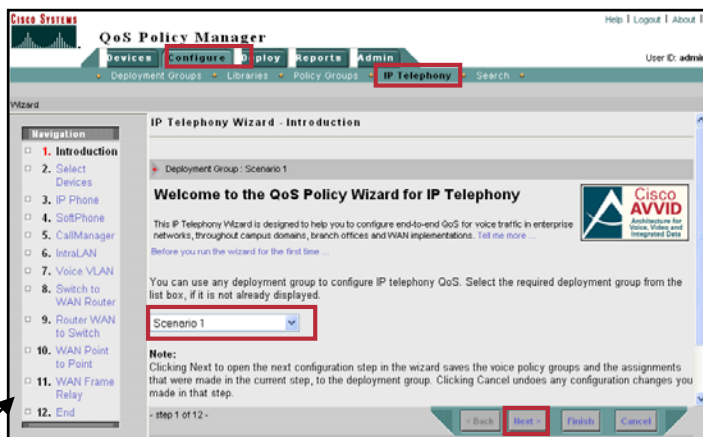 CISCO SYSTEMS
QoS Policy Manager
Help | Logout | About |
Devices Configure Deploy Reports Admin
User ID: admin
Deployment Groups Libraries Policy Groups IP Telephony Search
Wizard
Navigation
1. Introduction
2. Select Devices
3. IP Phone
4. SoftPhone
5. CallManager
6. IntraLAN
7. Voice VLAN
8. Switch to WAN Router
9. Router WAN to Switch
10. WAN Point to Point
11. WAN Frame Relay
12. End
IP Telephony Wizard - Introduction
Deployment Group : Scenario 1
Welcome to the QoS Policy Wizard for IP Telephony
Cisco
AVVID
Architecture for
Voice, Video and
Integrated Data
This IP Telephony Wizard is designed to help you to configure end-to-end QoS for voice traffic in enterprise
networks, throughout campus domains, branch offices and WAN implementations. Tell me more ...
Before you run the wizard for the first time ...
You can use any deployment group to configure IP telephony QoS. Select the required deployment group from the
list box, if it is not already displayed.
Scenario 1
Note:
Clicking Next to open the next configuration step in the wizard saves the voice policy groups and the assignments
that were made in the current step, to the deployment group. Clicking Cancel undoes any configuration changes you
made in that step.
- step 1 of 12 -
< Back Next > Finish Cancel